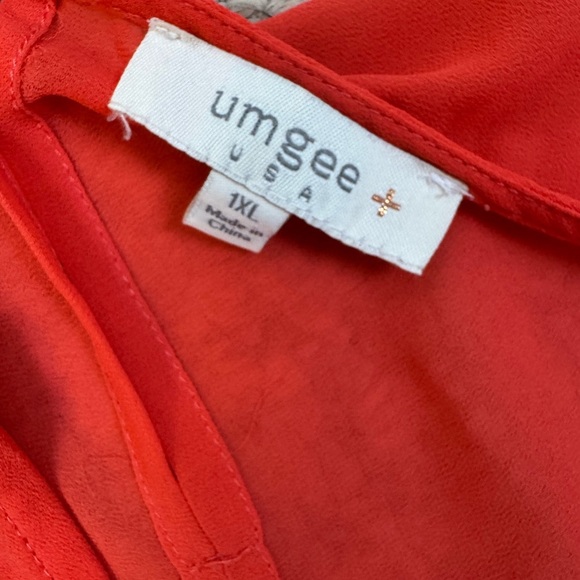 umgee +
USA
1XL
Made in
China